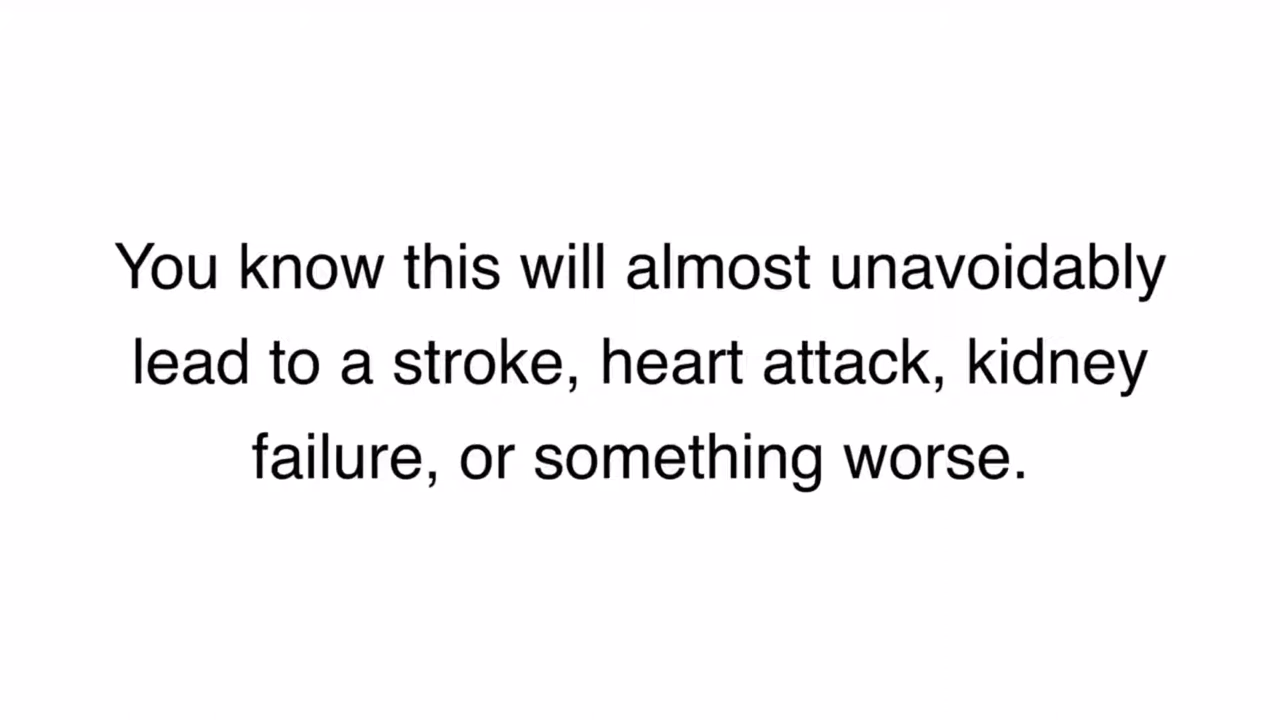 You know this will almost unavoidably
lead to a stroke, heart attack, kidney
failure, or something worse.